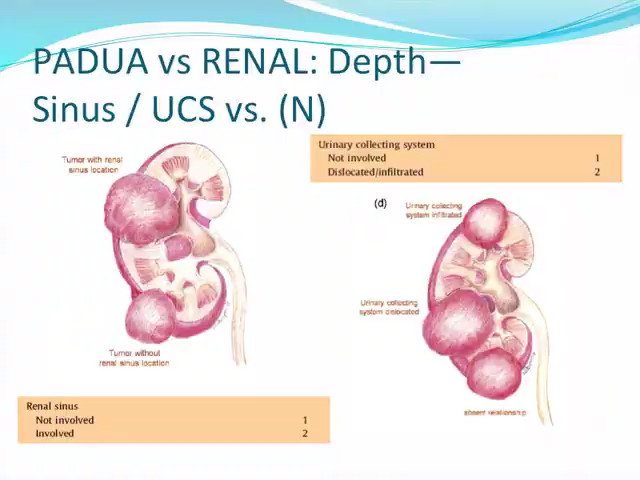 PADUA vs RENAL: Depth—
Sinus / UCS vs. (N)
Tumor with renal
sinus location
Tumor without
renal sinus location
Renal sinus
Not involved 1
Involved 2
Urinary collecting system
Not involved 1
Dislocated/infiltrated 2
(d)
Urinary collecting
system infiltrated
Urinary collecting
system dislocated
absent relationship